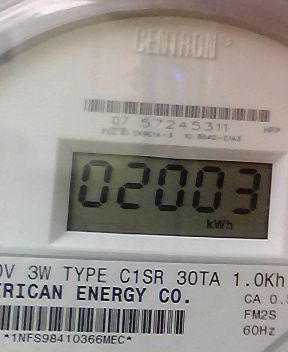 CENTRON®
07 57245311
02003
kWh
0V 3W TYPE C1SR 30TA 1.0Kh
ERICAN ENERGY CO.
CA 0.
FM2S
60Hz
*1NFS98410366MEC*